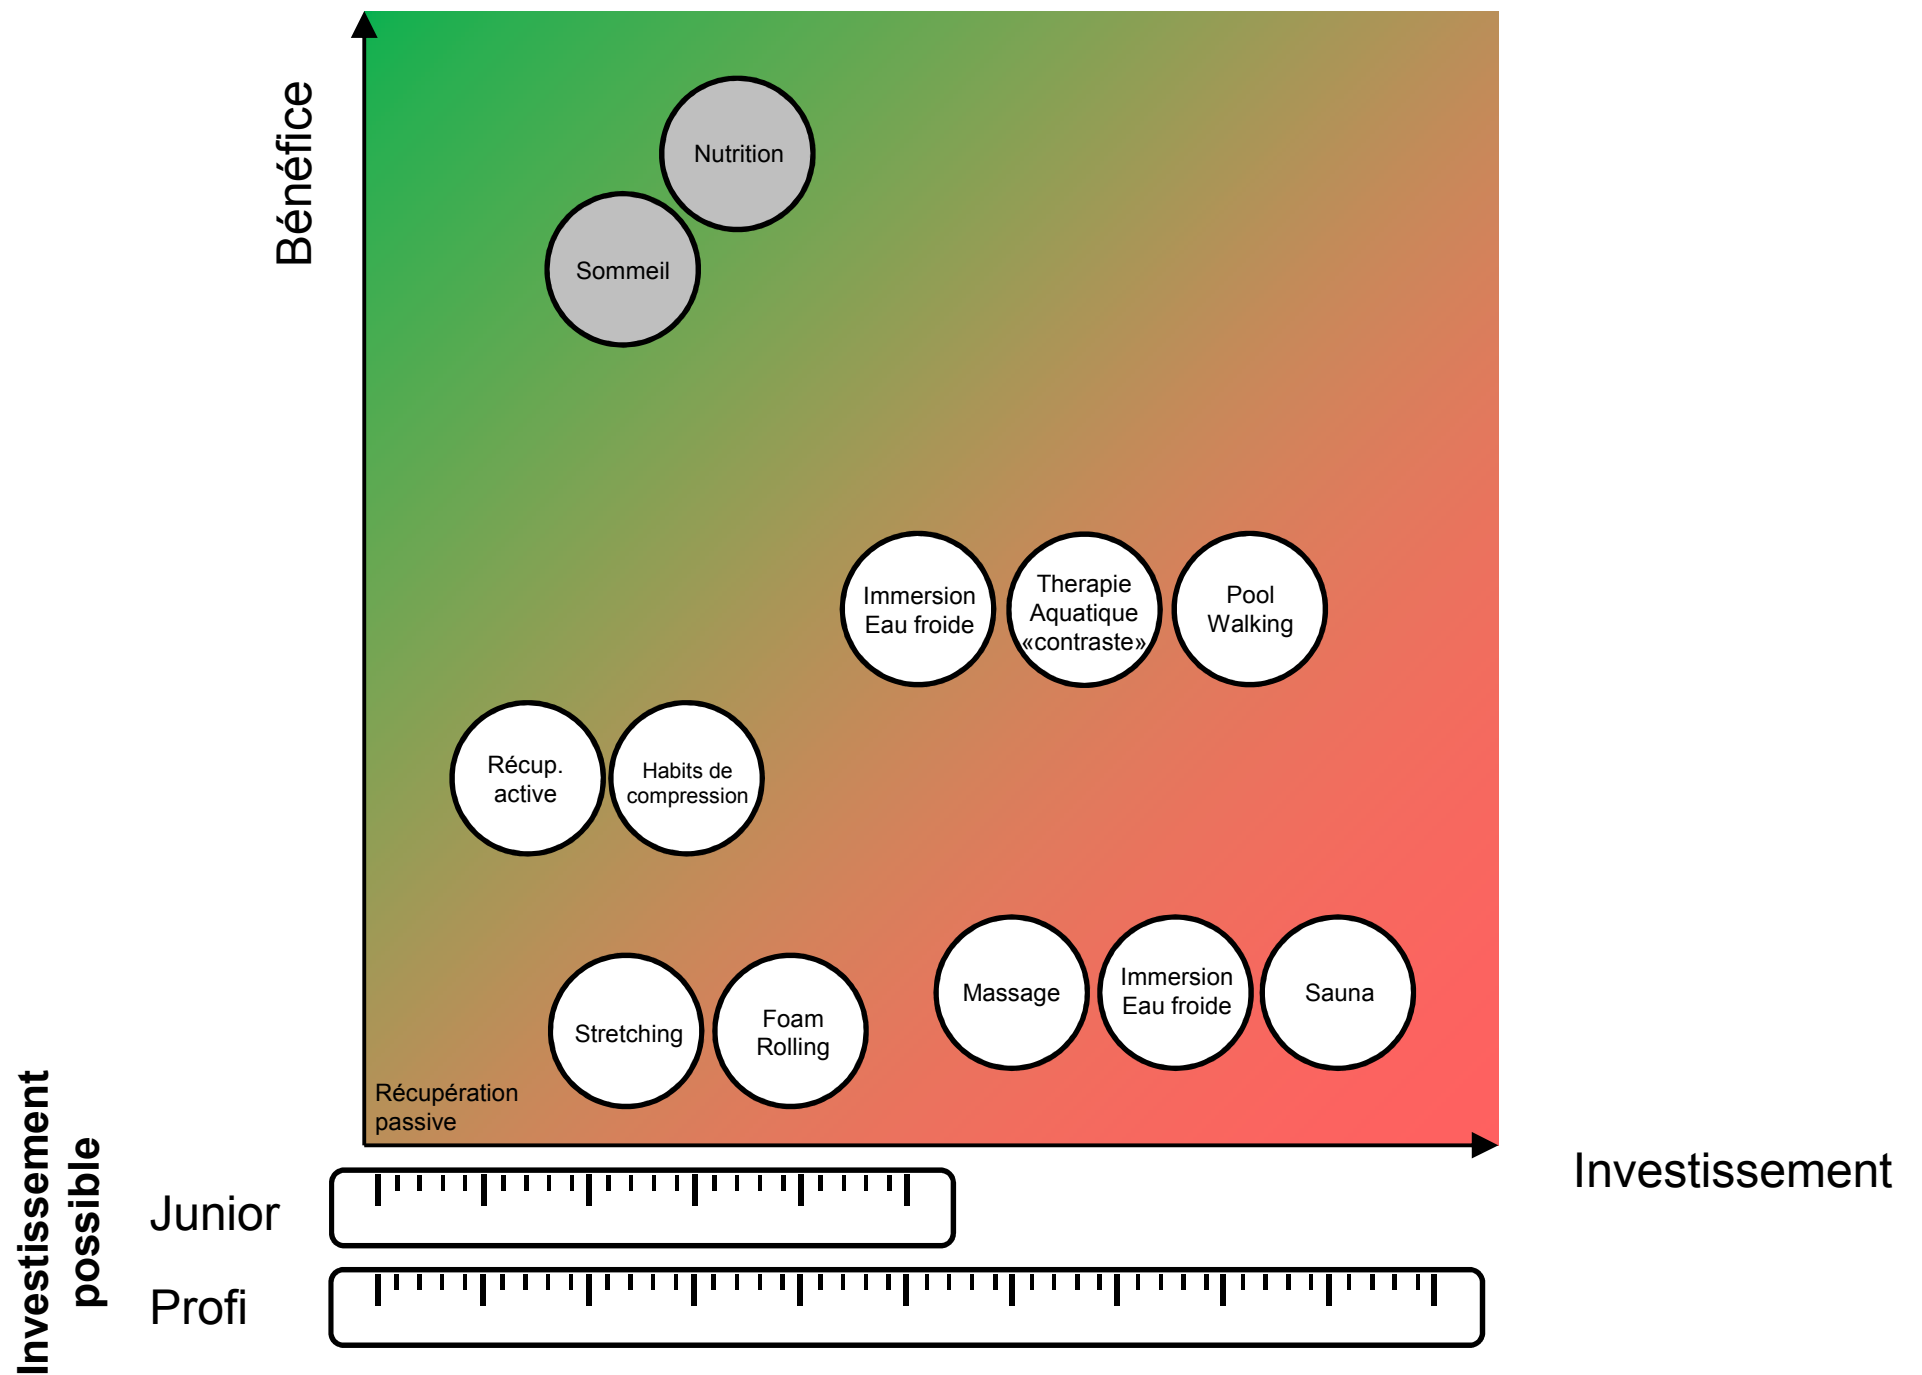 Bénéfice
Nutrition
Sommeil
Immersion
Eau froide
Therapie
Aquatique
«contraste»
Pool
Walking
Récup.
active
Habits de
compression
Massage
Immersion
Eau froide
Sauna
Stretching
Foam
Rolling
Récupération
passive
Investissement
Investissement
possible
Junior
Profi